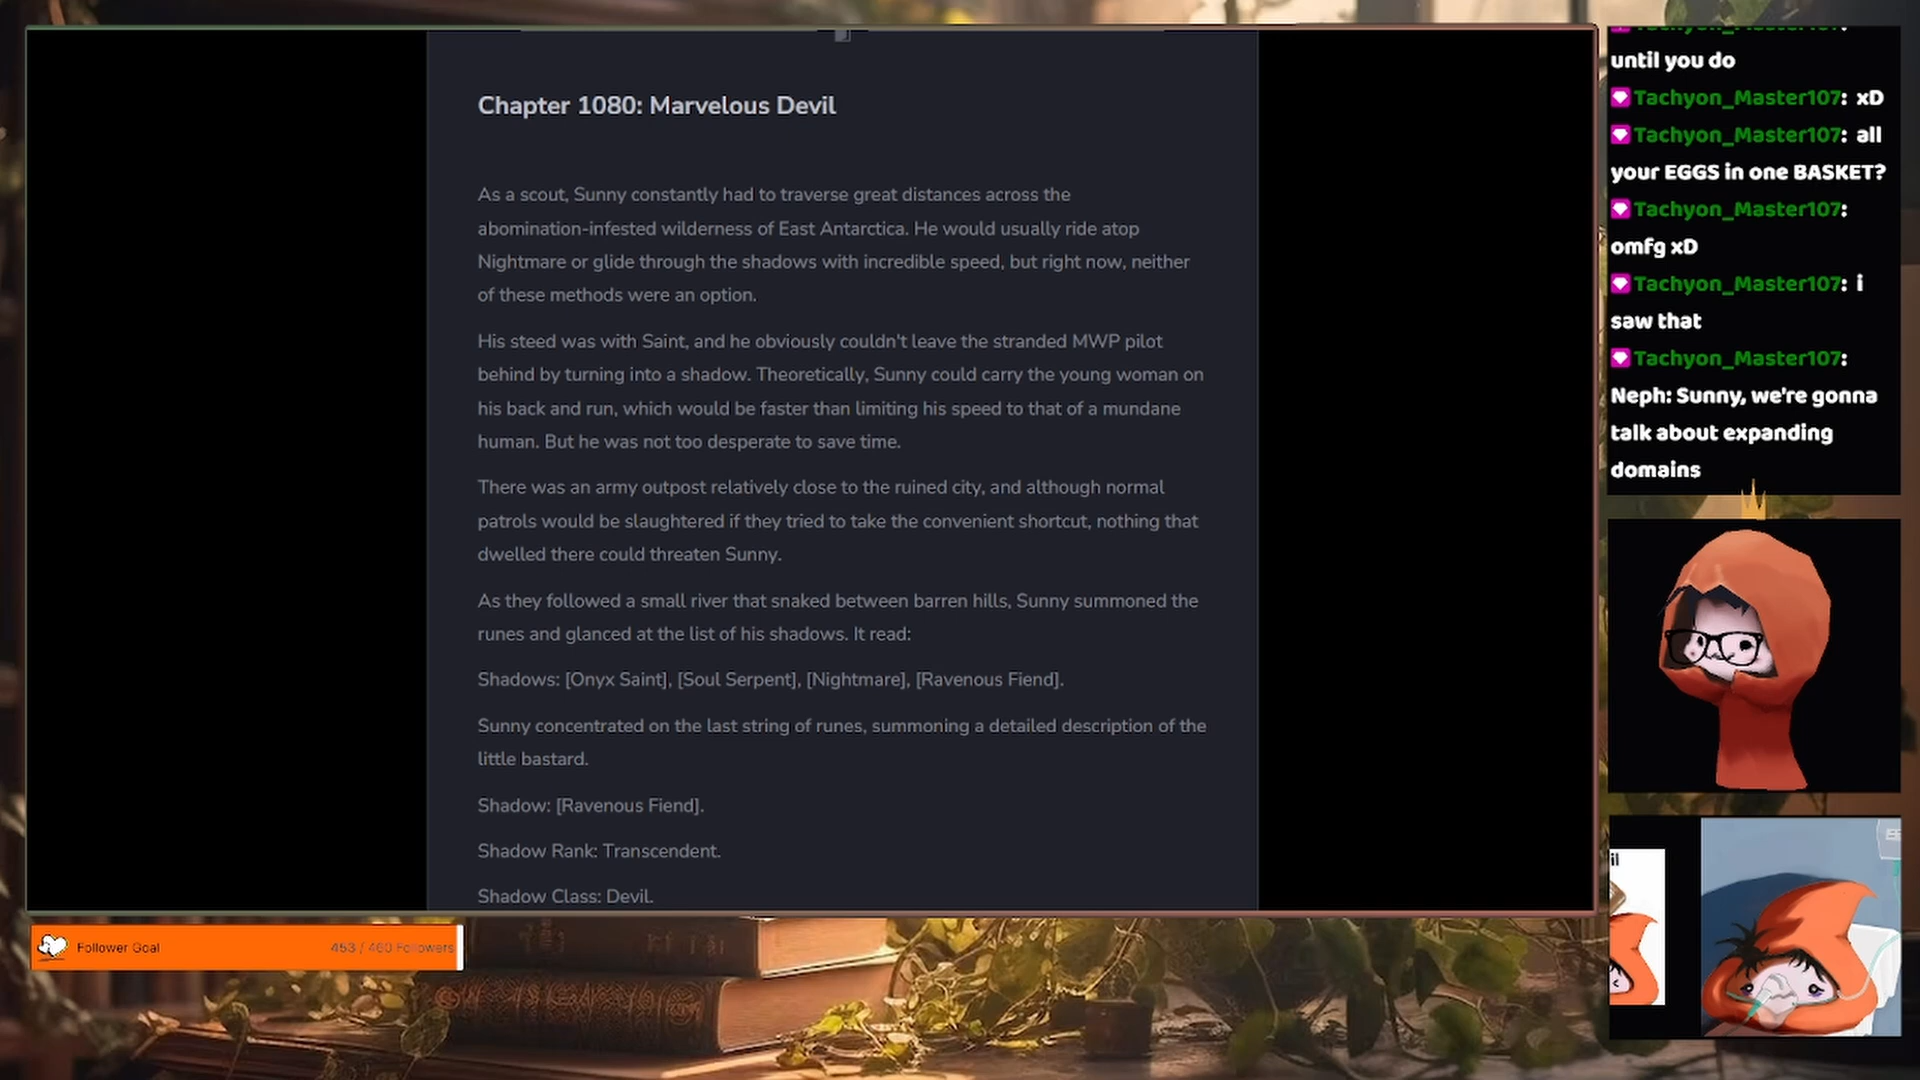 Chapter 1080: Marvelous Devil
As a scout, Sunny constantly had to traverse great distances across the
abomination-infested wilderness of East Antarctica. He would usually ride atop
Nightmare or glide through the shadows with incredible speed, but right now, neither
of these methods were an option.
His steed was with Saint, and he obviously couldn't leave the stranded MWP pilot
behind by turning into a shadow. Theoretically, Sunny could carry the young woman on
his back and run, which would be faster than limiting his speed to that of a mundane
human. But he was not too desperate to save time.
There was an army outpost relatively close to the ruined city, and although normal
patrols would be slaughtered if they tried to take the convenient shortcut, nothing that
dwelled there could threaten Sunny.
As they followed a small river that snaked between barren hills, Sunny summoned the
runes and glanced at the list of his shadows. It read:
Shadows: [Onyx Saint], [Soul Serpent], [Nightmare], [Ravenous Fiend].
Sunny concentrated on the last string of runes, summoning a detailed description of the
little bastard.
Shadow: [Ravenous Fiend].
Shadow Rank: Transcendent.
Shadow Class: Devil.
until you do
Tachyon_Master107: xD
Tachyon_Master107: all
your EGGS in one BASKET?
Tachyon_Master107:
omfg xD
Tachyon_Master107: i
saw that
Tachyon_Master107:
Neph: Sunny, we're gonna
talk about expanding
domains
il
Follower Goal
453 / 460 Followers